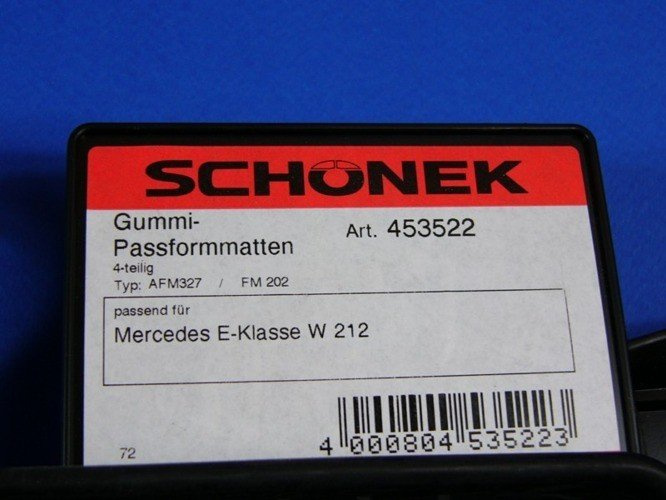 SCHÖNEK
Gummi-
Passformmatten
Art. 453522
4-teilig
Typ: AFM327 / FM 202
passend für
Mercedes E-Klasse W 212
72
4 000804 535223